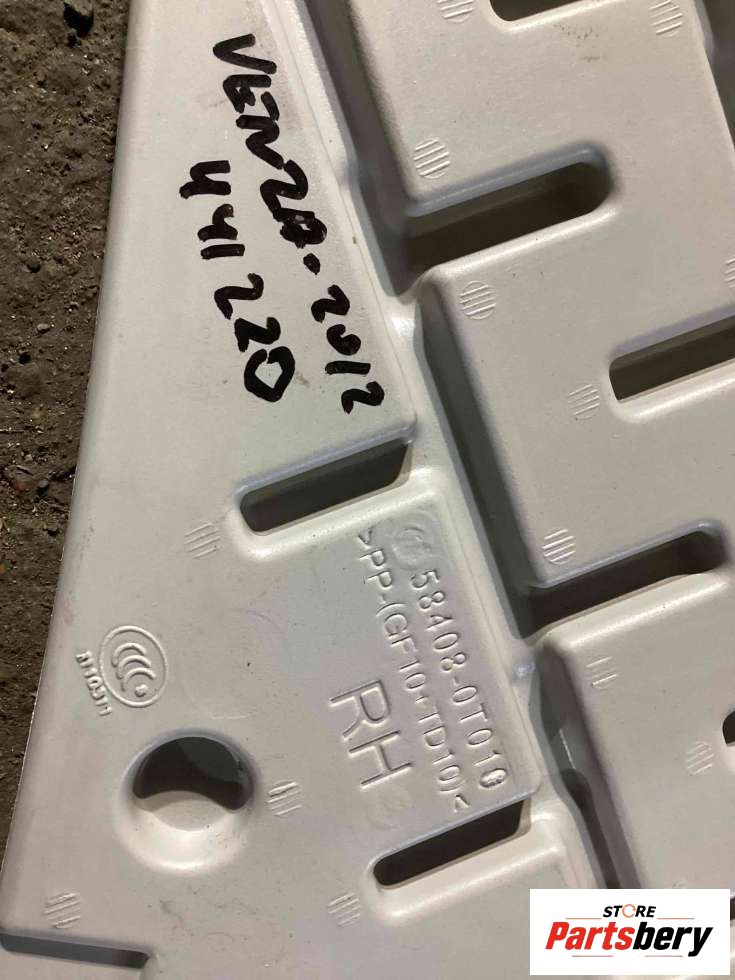 VENZA. 2012
441220
58408-0T010
>PP-(GF10+TD10)<
RH
STORE
Partsbery